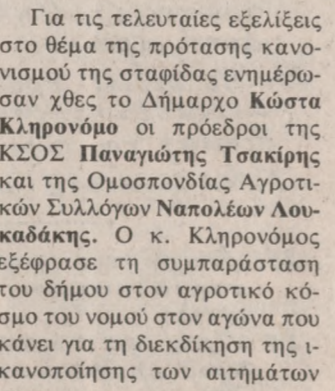 Για τις τελευταίες εξελίξεις
στο θέμα της πρότασης κανο-
νισμού της σταφίδας ενημέρω-
σαν χθες το Δήμαρχο Κώστα
Κληρονόμο οι πρόεδροι της
ΚΣΟΣ Παναγιώτης Τσακίρης
και της Ομοσπονδίας Αγροτι-
κών Συλλόγων Ναπολέων Λου-
καδάκης. Ο κ. Κληρονόμος
εξέφρασε τη συμπαράσταση
του δήμου στον αγροτικό κό-
σμο του νομού στον αγώνα που
κάνει για τη διεκδίκηση της ι-
κανοποίησης των αιτημάτων